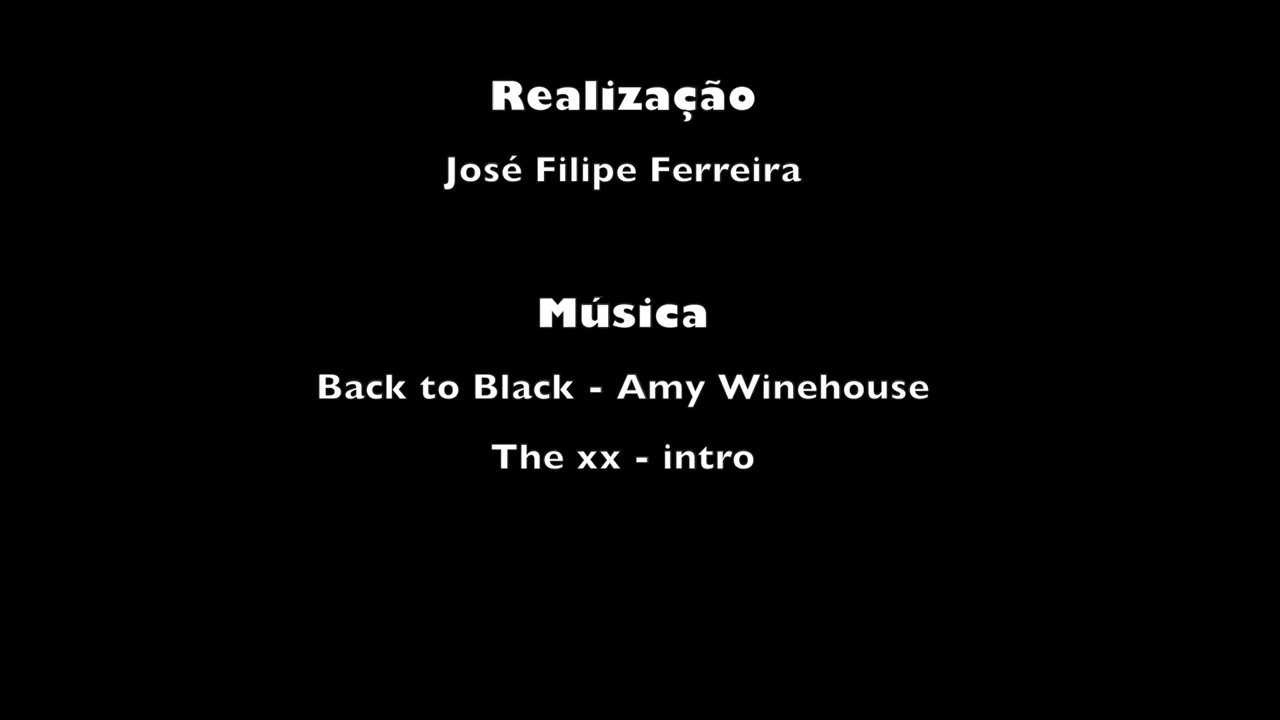 Realização
José Filipe Ferreira
Música
Back to Black - Amy Winehouse
The xx - intro